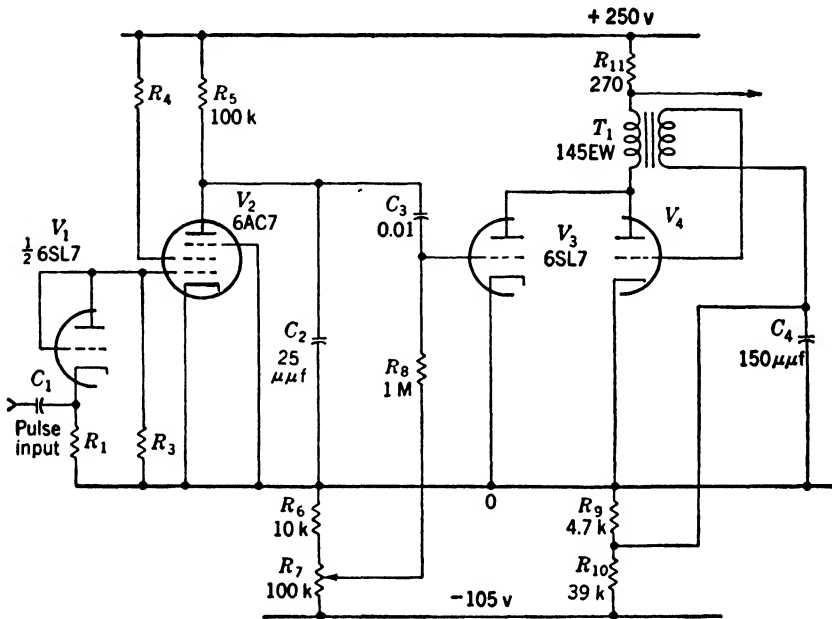 + 250 v
R₁₁
270
R₄
R₅
100 k
T₁
145EW
V₂
6AC7
C₃
0.01
V₃
6SL7
V₄
V₁
½ 6SL7
C₂
25
μμf
R₈
1 M
C₄
150μμf
C₁
Pulse
input
R₁
R₃
0
R₆
10 k
R₉
4.7 k
R₇
100 k
R₁₀
39 k
−105 v